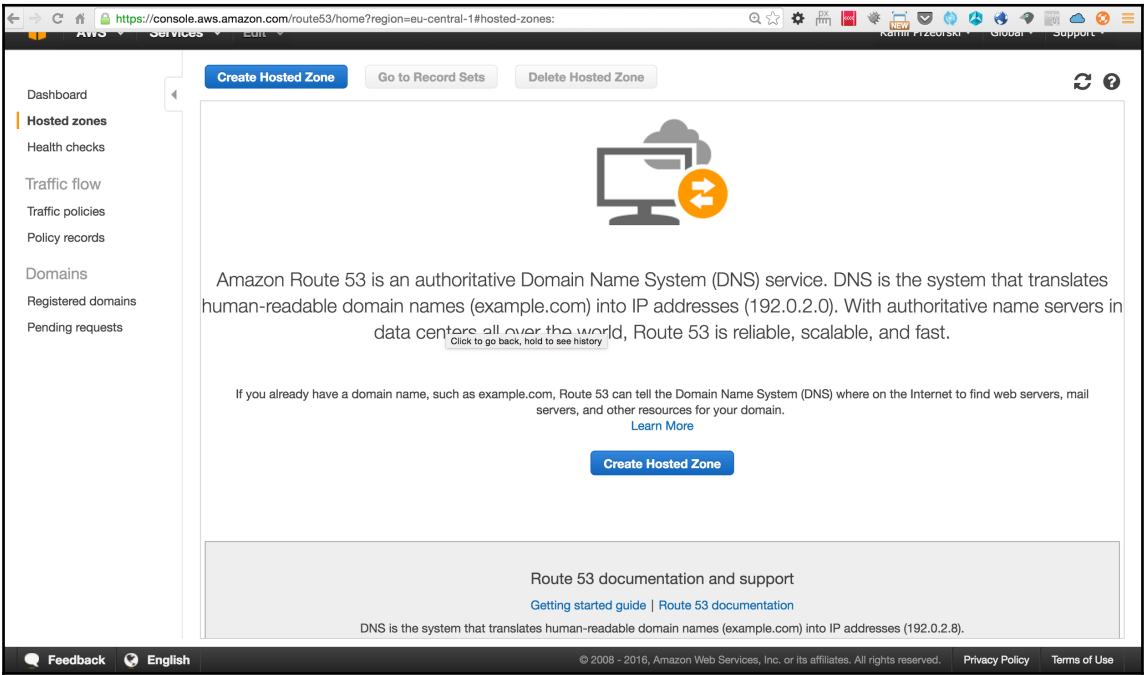 https://console.aws.amazon.com/route53/home?region=eu-central-1#hosted-zones:
NEW
AWS Services Edit Kamil Przeorski Global Support
Create Hosted Zone Go to Record Sets Delete Hosted Zone
Dashboard
Hosted zones
Health checks
Traffic flow
Traffic policies
Policy records
Domains
Registered domains
Pending requests
Amazon Route 53 is an authoritative Domain Name System (DNS) service. DNS is the system that translates
human-readable domain names (example.com) into IP addresses (192.0.2.0). With authoritative name servers in
data centers all over the world, Route 53 is reliable, scalable, and fast.
Click to go back, hold to see history
If you already have a domain name, such as example.com, Route 53 can tell the Domain Name System (DNS) where on the Internet to find web servers, mail
servers, and other resources for your domain.
Learn More
Create Hosted Zone
Route 53 documentation and support
Getting started guide | Route 53 documentation
DNS is the system that translates human-readable domain names (example.com) into IP addresses (192.0.2.8).
Feedback English © 2008 - 2016, Amazon Web Services, Inc. or its affiliates. All rights reserved. Privacy Policy Terms of Use